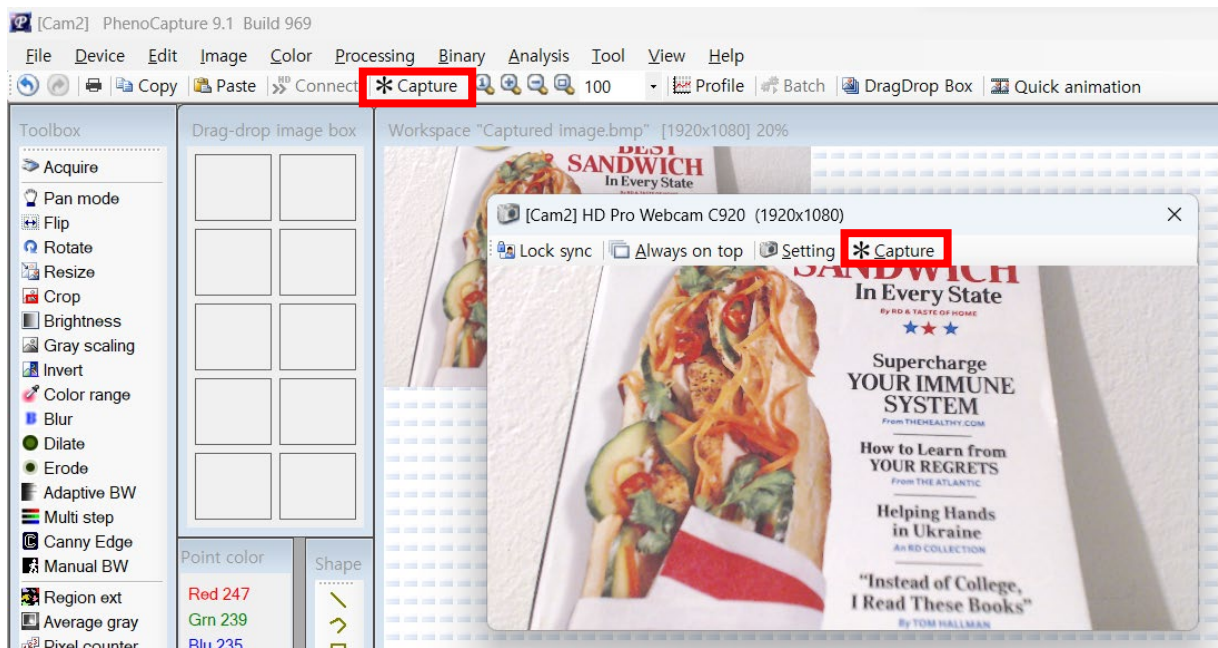 [Cam2] PhenoCapture 9.1 Build 969
File Device Edit Image Color Processing Binary Analysis Tool View Help
Copy Paste HD Connect Capture 1 100 Profile Batch DragDrop Box Quick animation
Toolbox
Acquire
Pan mode
Flip
Rotate
Resize
Crop
Brightness
Gray scaling
Invert
Color range
Blur
Dilate
Erode
Adaptive BW
Multi step
Canny Edge
Manual BW
Region ext
Average gray
Pixel counter
Drag-drop image box
Point color
Red 247
Grn 239
Blu 235
Shape
Workspace "Captured image.bmp" [1920x1080] 20%
BEST
SANDWICH
In Every State
[Cam2] HD Pro Webcam C920 (1920x1080)
Lock sync Always on top Setting Capture
SANDWICH
In Every State
By RD & TASTE OF HOME
Supercharge
YOUR IMMUNE
SYSTEM
From THEHEALTHY.COM
How to Learn from
YOUR REGRETS
From THE ATLANTIC
Helping Hands
in Ukraine
An RD COLLECTION
"Instead of College,
I Read These Books"
By TOM HALLMAN